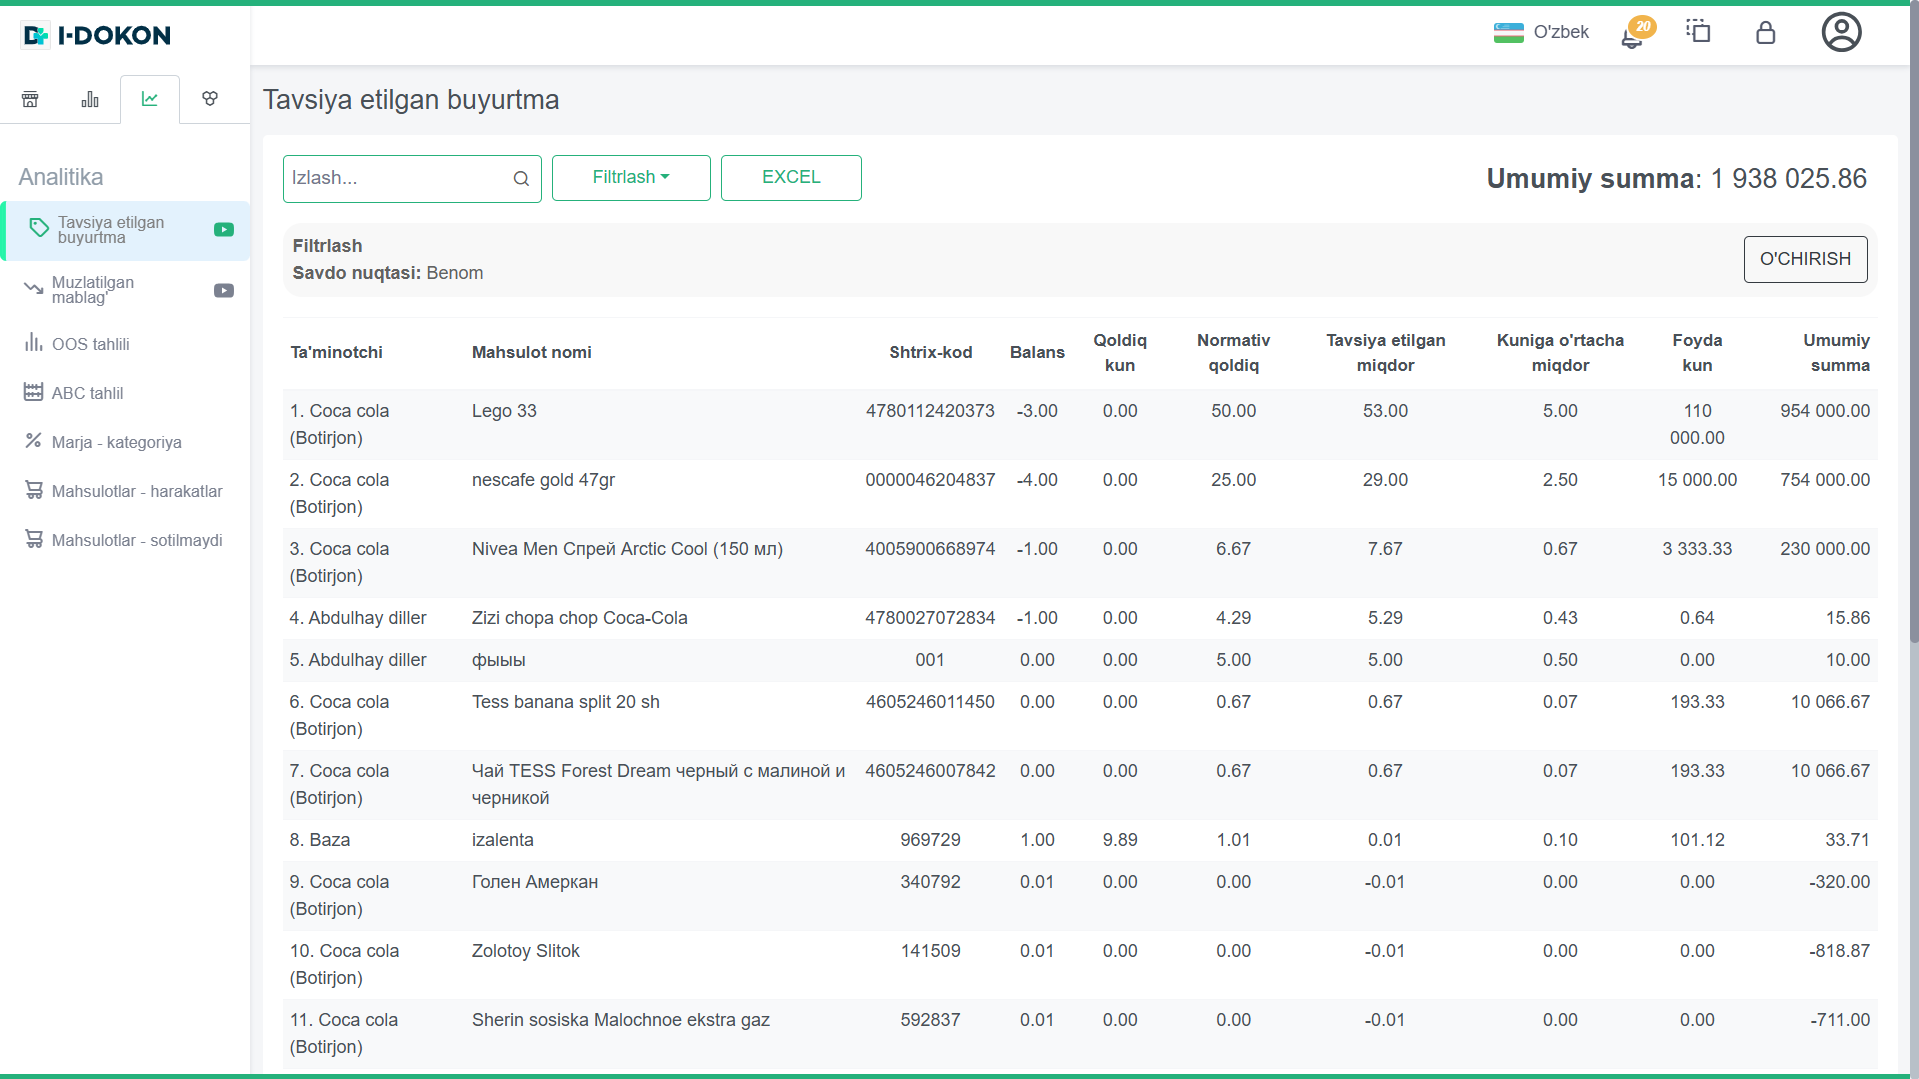 I-DOKON
O'zbek
20
Tavsiya etilgan buyurtma
Analitika
Tavsiya etilgan
buyurtma
Muzlatilgan
mablag'
OOS tahlili
ABC tahlil
Marja - kategoriya
Mahsulotlar - harakatlar
Mahsulotlar - sotilmaydi
Izlash...
Filtrlash
EXCEL
Umumiy summa: 1 938 025.86
Filtrlash
Savdo nuqtasi: Benom
O'CHIRISH
Ta'minotchi Mahsulot nomi Shtrix-kod Balans Qoldiq kun Normativ qoldiq Tavsiya etilgan miqdor Kuniga o'rtacha miqdor Foyda kun Umumiy summa
1. Coca cola Lego 33 4780112420373 -3.00 0.00 50.00 53.00 5.00 110 954 000.00
(Botirjon) 000.00
2. Coca cola nescafe gold 47gr 0000046204837 -4.00 0.00 25.00 29.00 2.50 15 000.00 754 000.00
(Botirjon)
3. Coca cola Nivea Men Спрей Arctic Cool (150 мл) 4005900668974 -1.00 0.00 6.67 7.67 0.67 3 333.33 230 000.00
(Botirjon)
4. Abdulhay diller Zizi chopa chop Coca-Cola 4780027072834 -1.00 0.00 4.29 5.29 0.43 0.64 15.86
5. Abdulhay diller фыыы 001 0.00 0.00 5.00 5.00 0.50 0.00 10.00
6. Coca cola Tess banana split 20 sh 4605246011450 0.00 0.00 0.67 0.67 0.07 193.33 10 066.67
(Botirjon)
7. Coca cola Чай TESS Forest Dream черный с малиной и 4605246007842 0.00 0.00 0.67 0.67 0.07 193.33 10 066.67
(Botirjon) черникой
8. Baza izalenta 969729 1.00 9.89 1.01 0.01 0.10 101.12 33.71
9. Coca cola Голен Амеркан 340792 0.01 0.00 0.00 -0.01 0.00 0.00 -320.00
(Botirjon)
10. Coca cola Zolotoy Slitok 141509 0.01 0.00 0.00 -0.01 0.00 0.00 -818.87
(Botirjon)
11. Coca cola Sherin sosiska Malochnoe ekstra gaz 592837 0.01 0.00 0.00 -0.01 0.00 0.00 -711.00
(Botirjon)